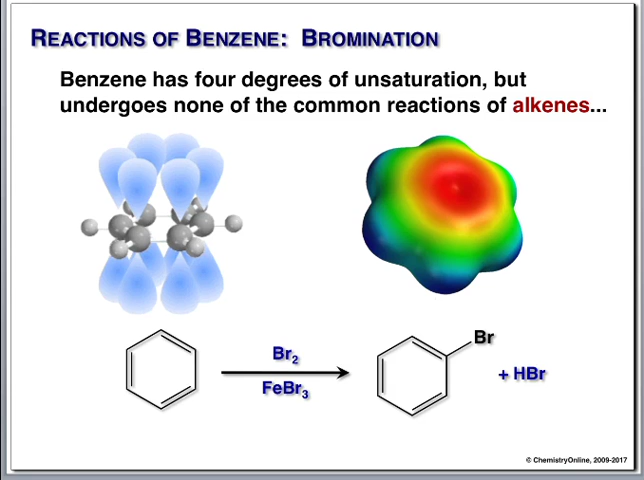 REACTIONS OF BENZENE: BROMINATION
Benzene has four degrees of unsaturation, but
undergoes none of the common reactions of alkenes...
Br
Br₂
FeBr₃
+ HBr
© ChemistryOnline, 2009-2017